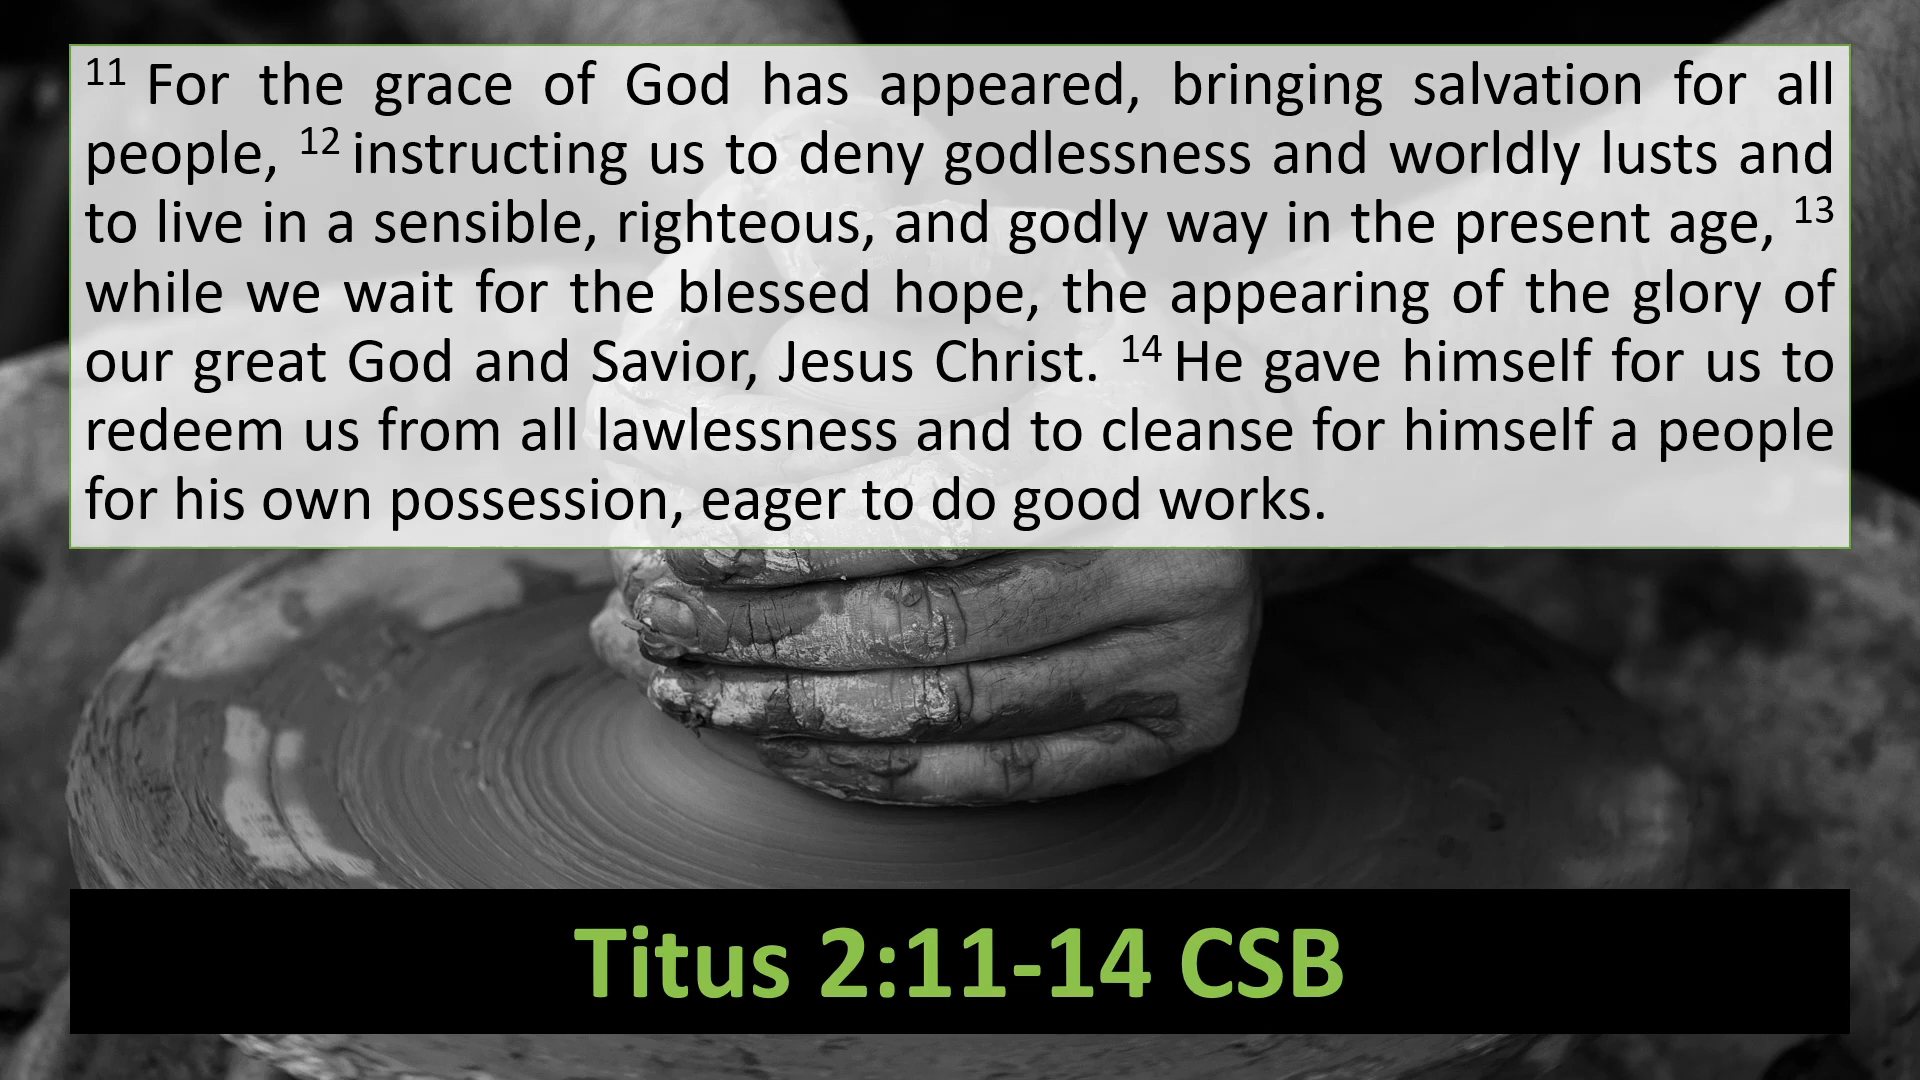 11 For the grace of God has appeared, bringing salvation for all
people, 12 instructing us to deny godlessness and worldly lusts and
to live in a sensible, righteous, and godly way in the present age, 13
while we wait for the blessed hope, the appearing of the glory of
our great God and Savior, Jesus Christ. 14 He gave himself for us to
redeem us from all lawlessness and to cleanse for himself a people
for his own possession, eager to do good works.
Titus 2:11-14 CSB